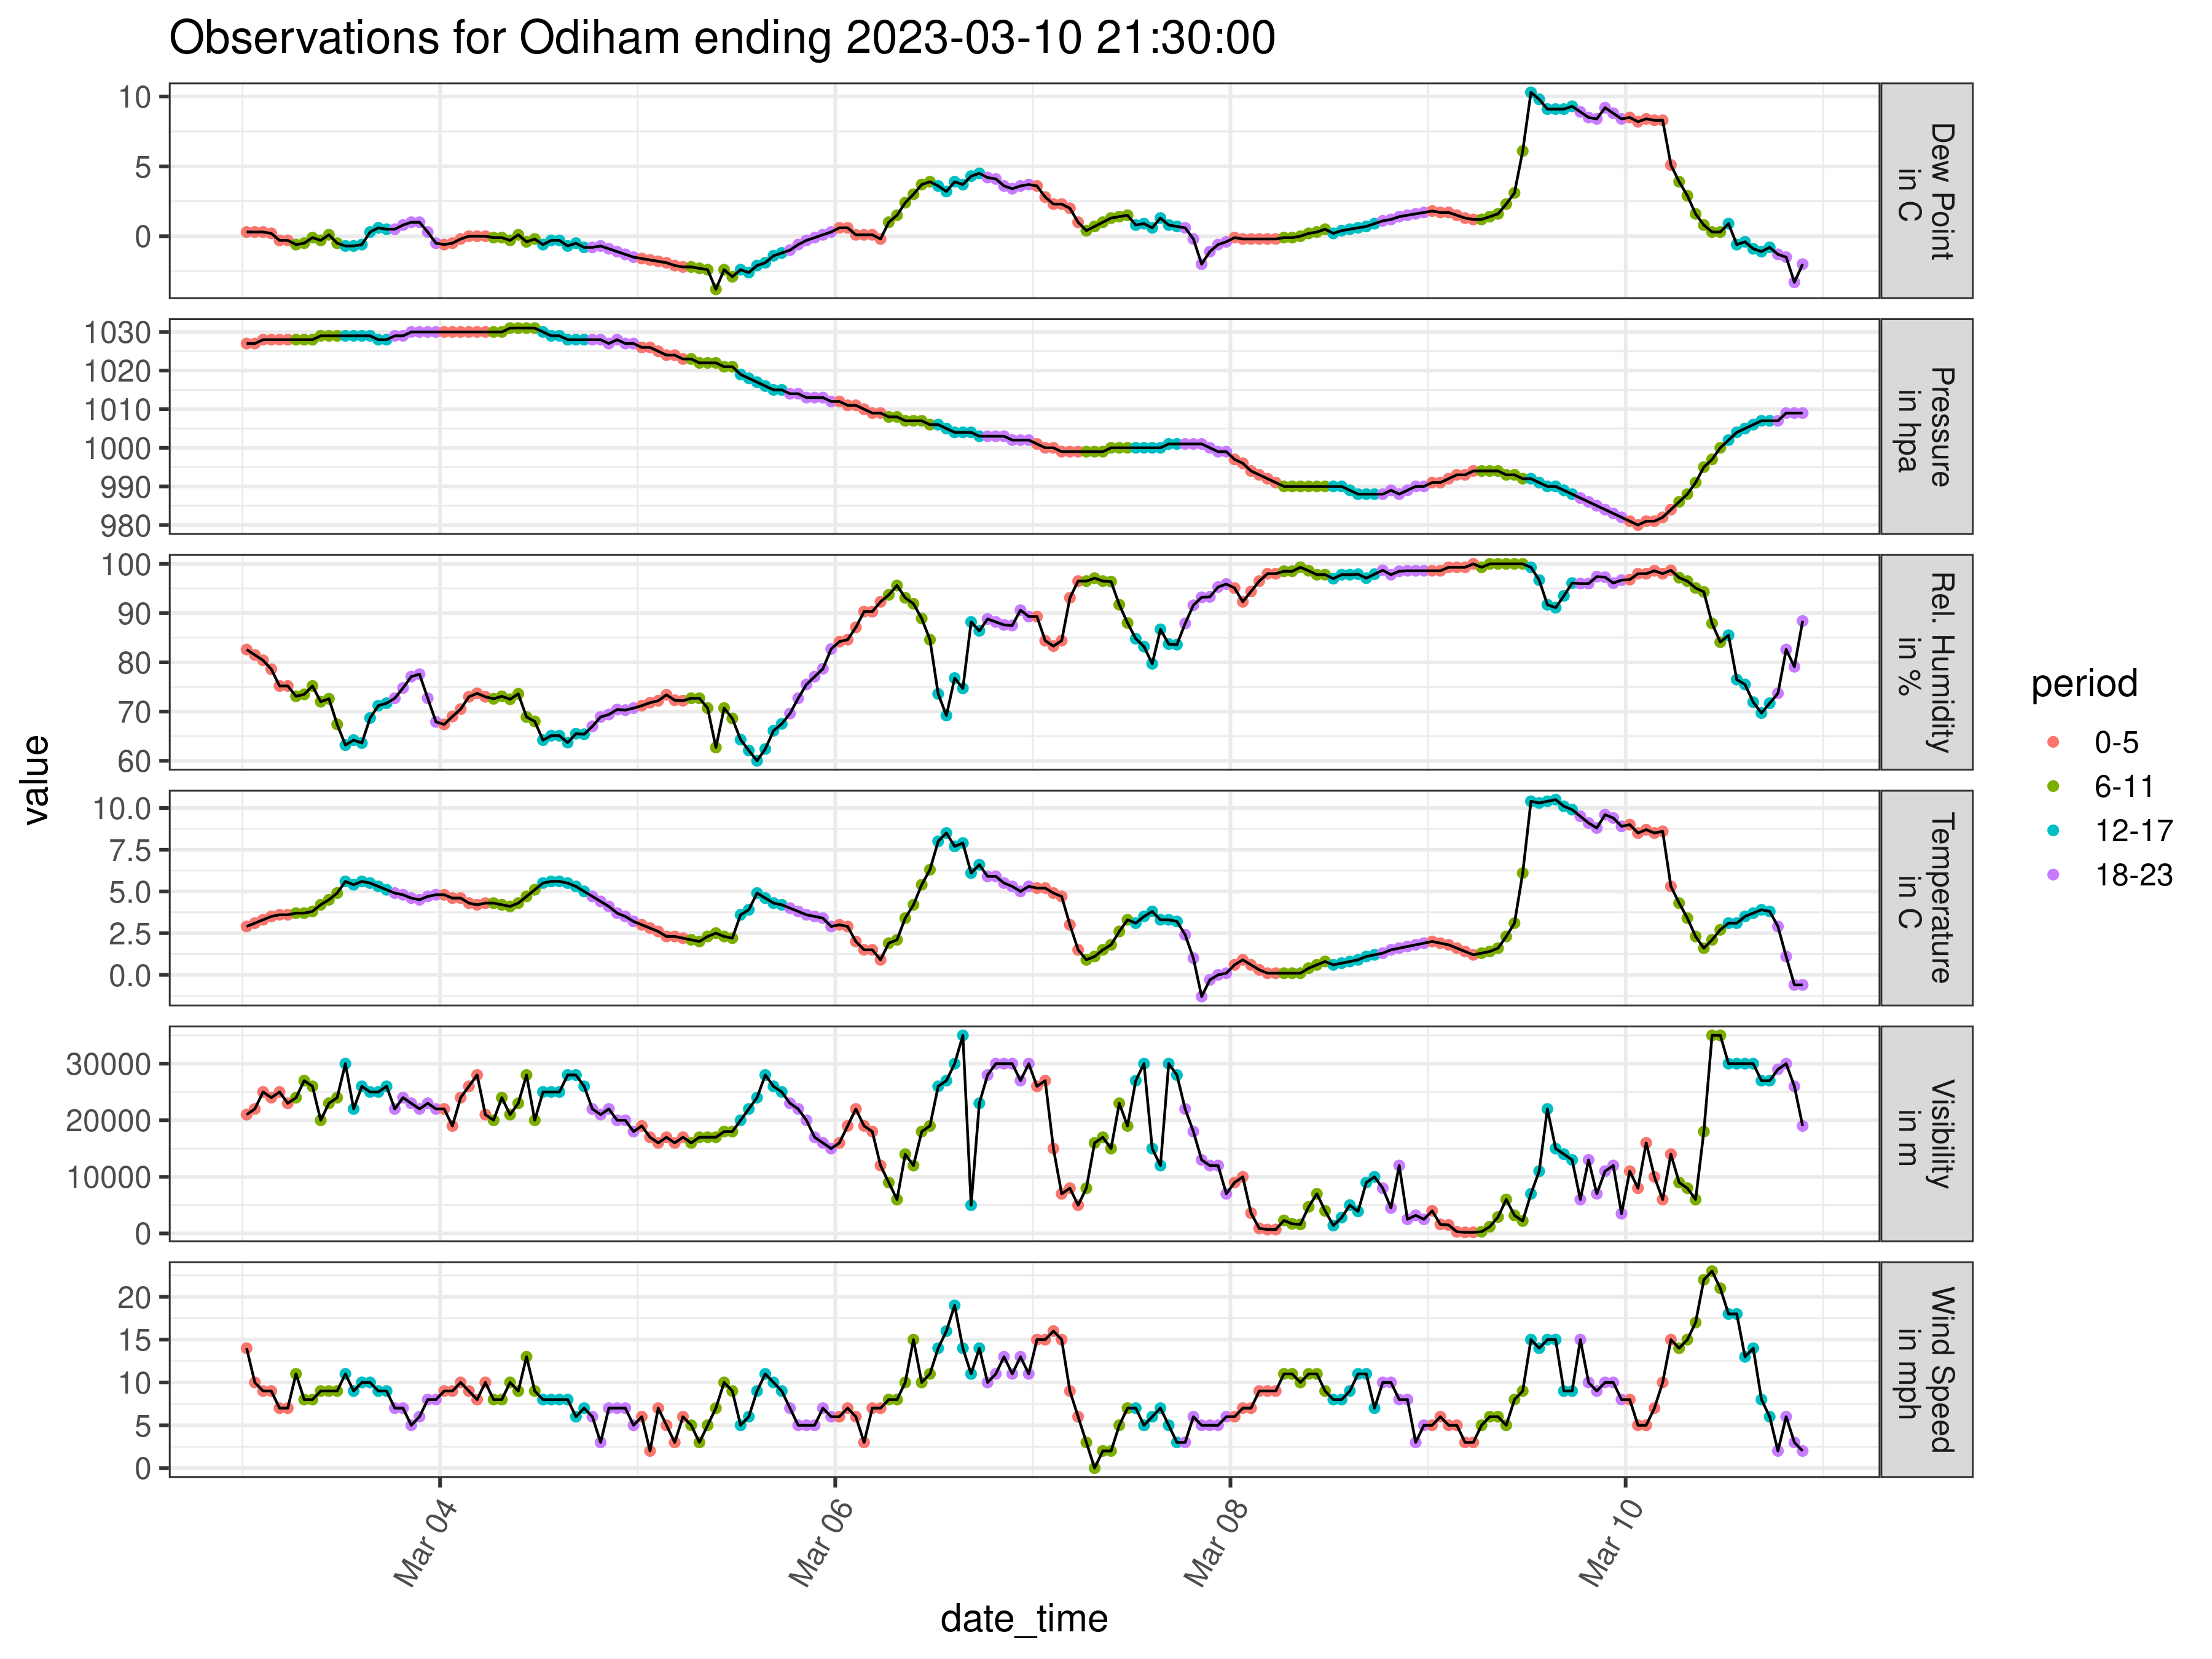 Observations for Odiham ending 2023-03-10 21:30:00
value
10
5
0
Dew Point
in C
1030
1020
1010
1000
990
980
Pressure
in hpa
100
90
80
70
60
Rel. Humidity
in %
10.0
7.5
5.0
2.5
0.0
Temperature
in C
30000
20000
10000
0
Visibility
in m
20
15
10
5
0
Wind Speed
in mph
Mar 04
Mar 06
Mar 08
Mar 10
date_time
period
0-5
6-11
12-17
18-23